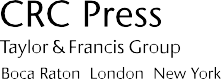 CRC Press
Taylor & Francis Group
Boca Raton London New York